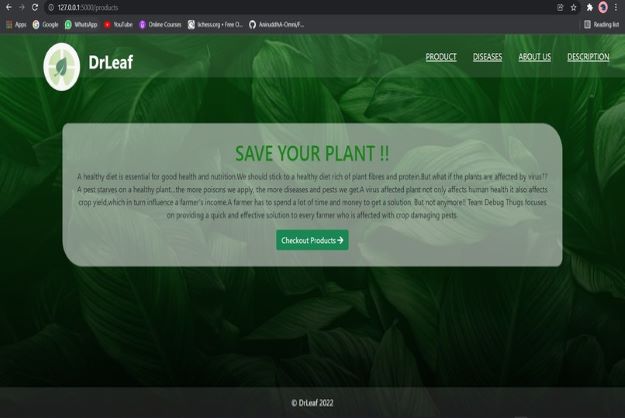 127.0.0.1:5000/products
Apps Google WhatsApp YouTube Online Courses lichess.org • Free O... AniruddhA-Omni/F... Reading list
DrLeaf PRODUCT DISEASES ABOUT US DESCRIPTION
SAVE YOUR PLANT !!
A healthy diet is essential for good health and nutrition.We should stick to a healthy diet rich of plant fibres and protein.But what if the plants are affected by virus??
A pest starves on a healthy plant...the more poisons we apply, the more diseases and pests we get.A virus affected plant not only affects human health it also affects
crop yield,which in turn influence a farmer's income.A farmer has to spend a lot of time and money to get a solution. But not anymore!! Team Debug Thugs focuses
on providing a quick and effective solution to every farmer who is affected with crop damaging pests.
Checkout Products
© DrLeaf 2022